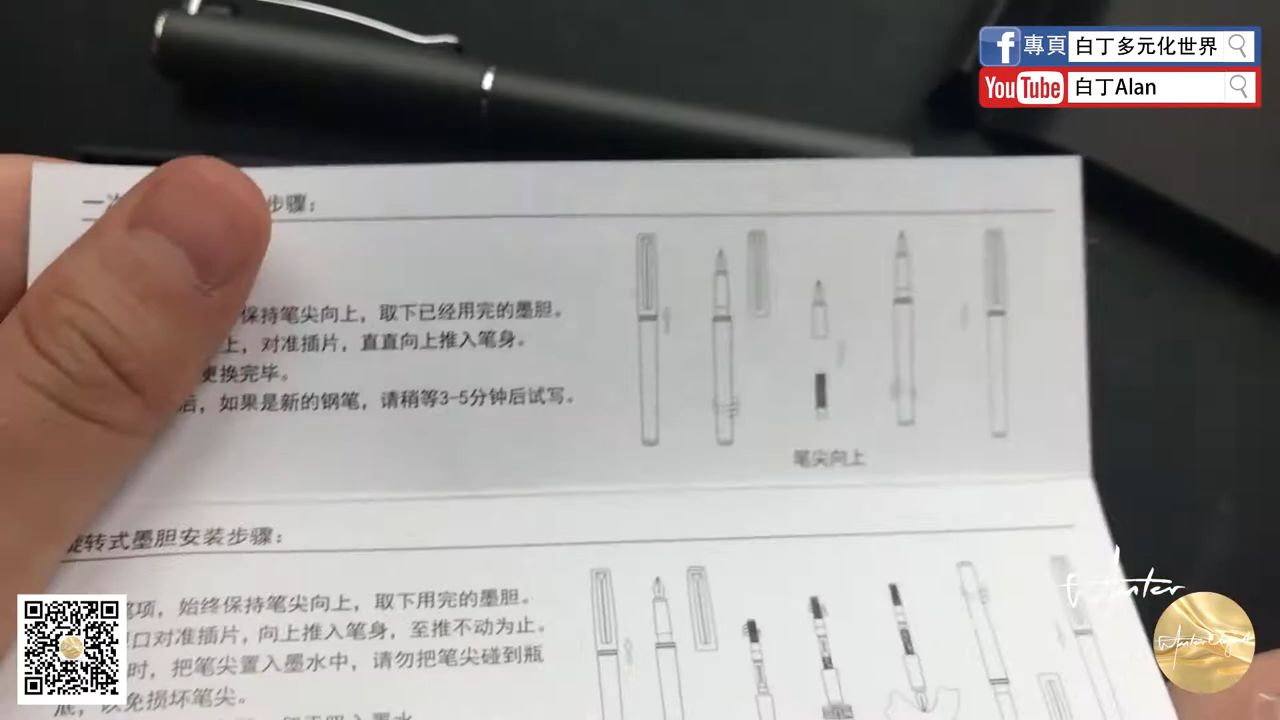 專頁 白丁多元化世界
YouTube 白丁Alan
步骤：
保持笔尖向上，取下已经用完的墨胆。
上，对准插片，直直向上推入笔身。
更换完毕。
后，如果是新的钢笔，请稍等3-5分钟后试写。
笔尖向上
旋转式墨胆安装步骤：
笔项，始终保持笔尖向上，取下用完的墨胆。
口对准插片，向上推入笔身，至推不动为止。
时，把笔尖置入墨水中，请勿把笔尖碰到瓶
底，以免损坏笔尖。